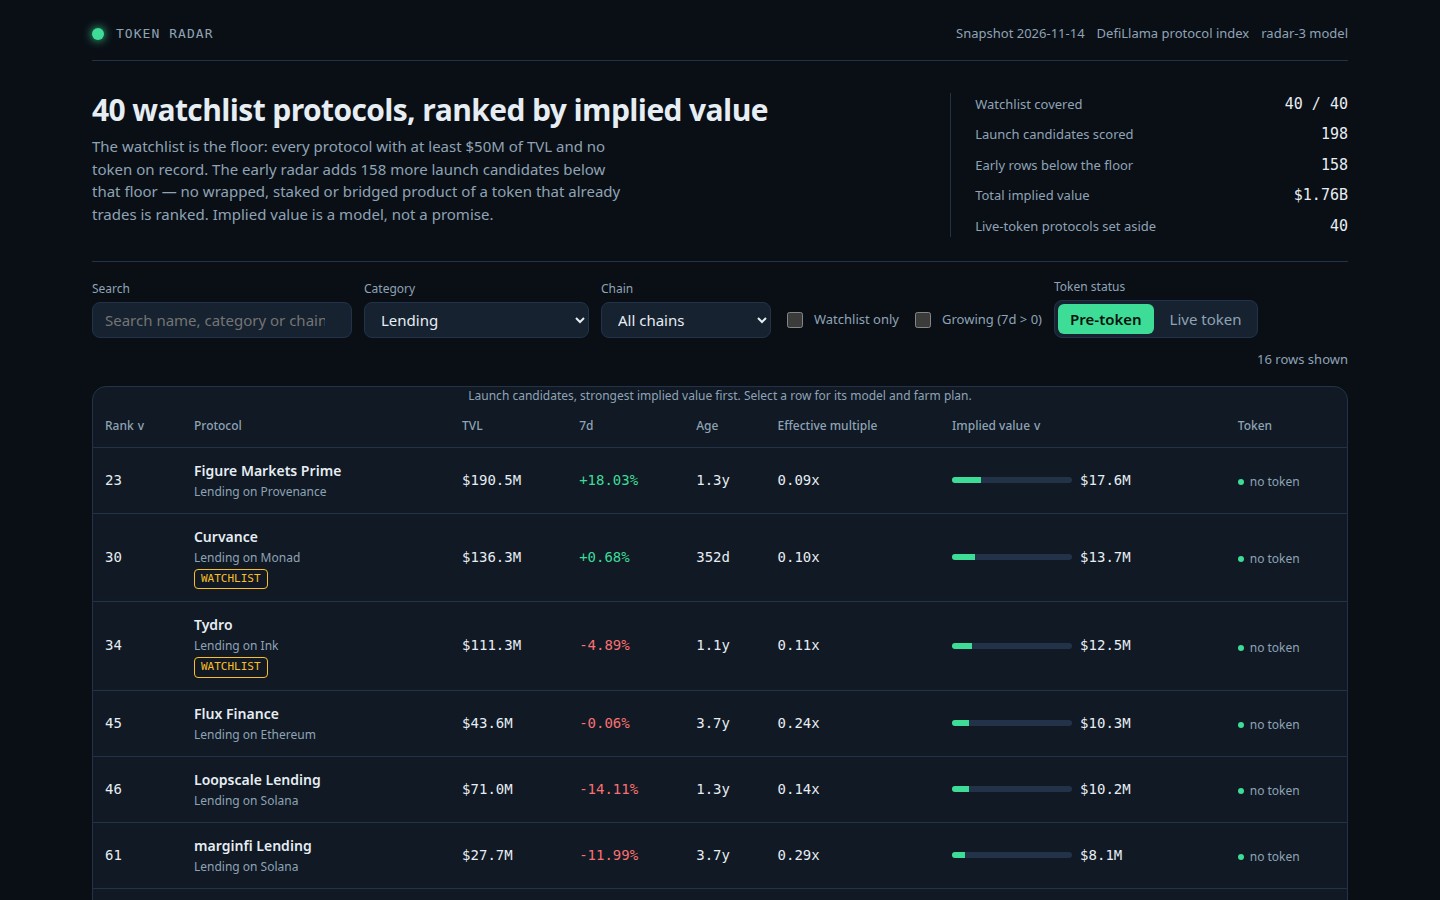 TOKEN RADAR
Snapshot 2026-11-14 DefiLlama protocol index radar-3 model
40 watchlist protocols, ranked by implied value
The watchlist is the floor: every protocol with at least $50M of TVL and no
token on record. The early radar adds 158 more launch candidates below
that floor — no wrapped, staked or bridged product of a token that already
trades is ranked. Implied value is a model, not a promise.
Watchlist covered 40 / 40
Launch candidates scored 198
Early rows below the floor 158
Total implied value $1.76B
Live-token protocols set aside 40
Search
Category
Chain
Token status
Search name, category or chain
Lending
All chains
Watchlist only
Growing (7d > 0)
Pre-token
Live token
16 rows shown
Launch candidates, strongest implied value first. Select a row for its model and farm plan.
Rank v Protocol TVL 7d Age Effective multiple Implied value v Token
23 Figure Markets Prime $190.5M +18.03% 1.3y 0.09x $17.6M no token
Lending on Provenance
30 Curvance $136.3M +0.68% 352d 0.10x $13.7M no token
Lending on Monad
WATCHLIST
34 Tydro $111.3M -4.89% 1.1y 0.11x $12.5M no token
Lending on Ink
WATCHLIST
45 Flux Finance $43.6M -0.06% 3.7y 0.24x $10.3M no token
Lending on Ethereum
46 Loopscale Lending $71.0M -14.11% 1.3y 0.14x $10.2M no token
Lending on Solana
61 marginfi Lending $27.7M -11.99% 3.7y 0.29x $8.1M no token
Lending on Solana